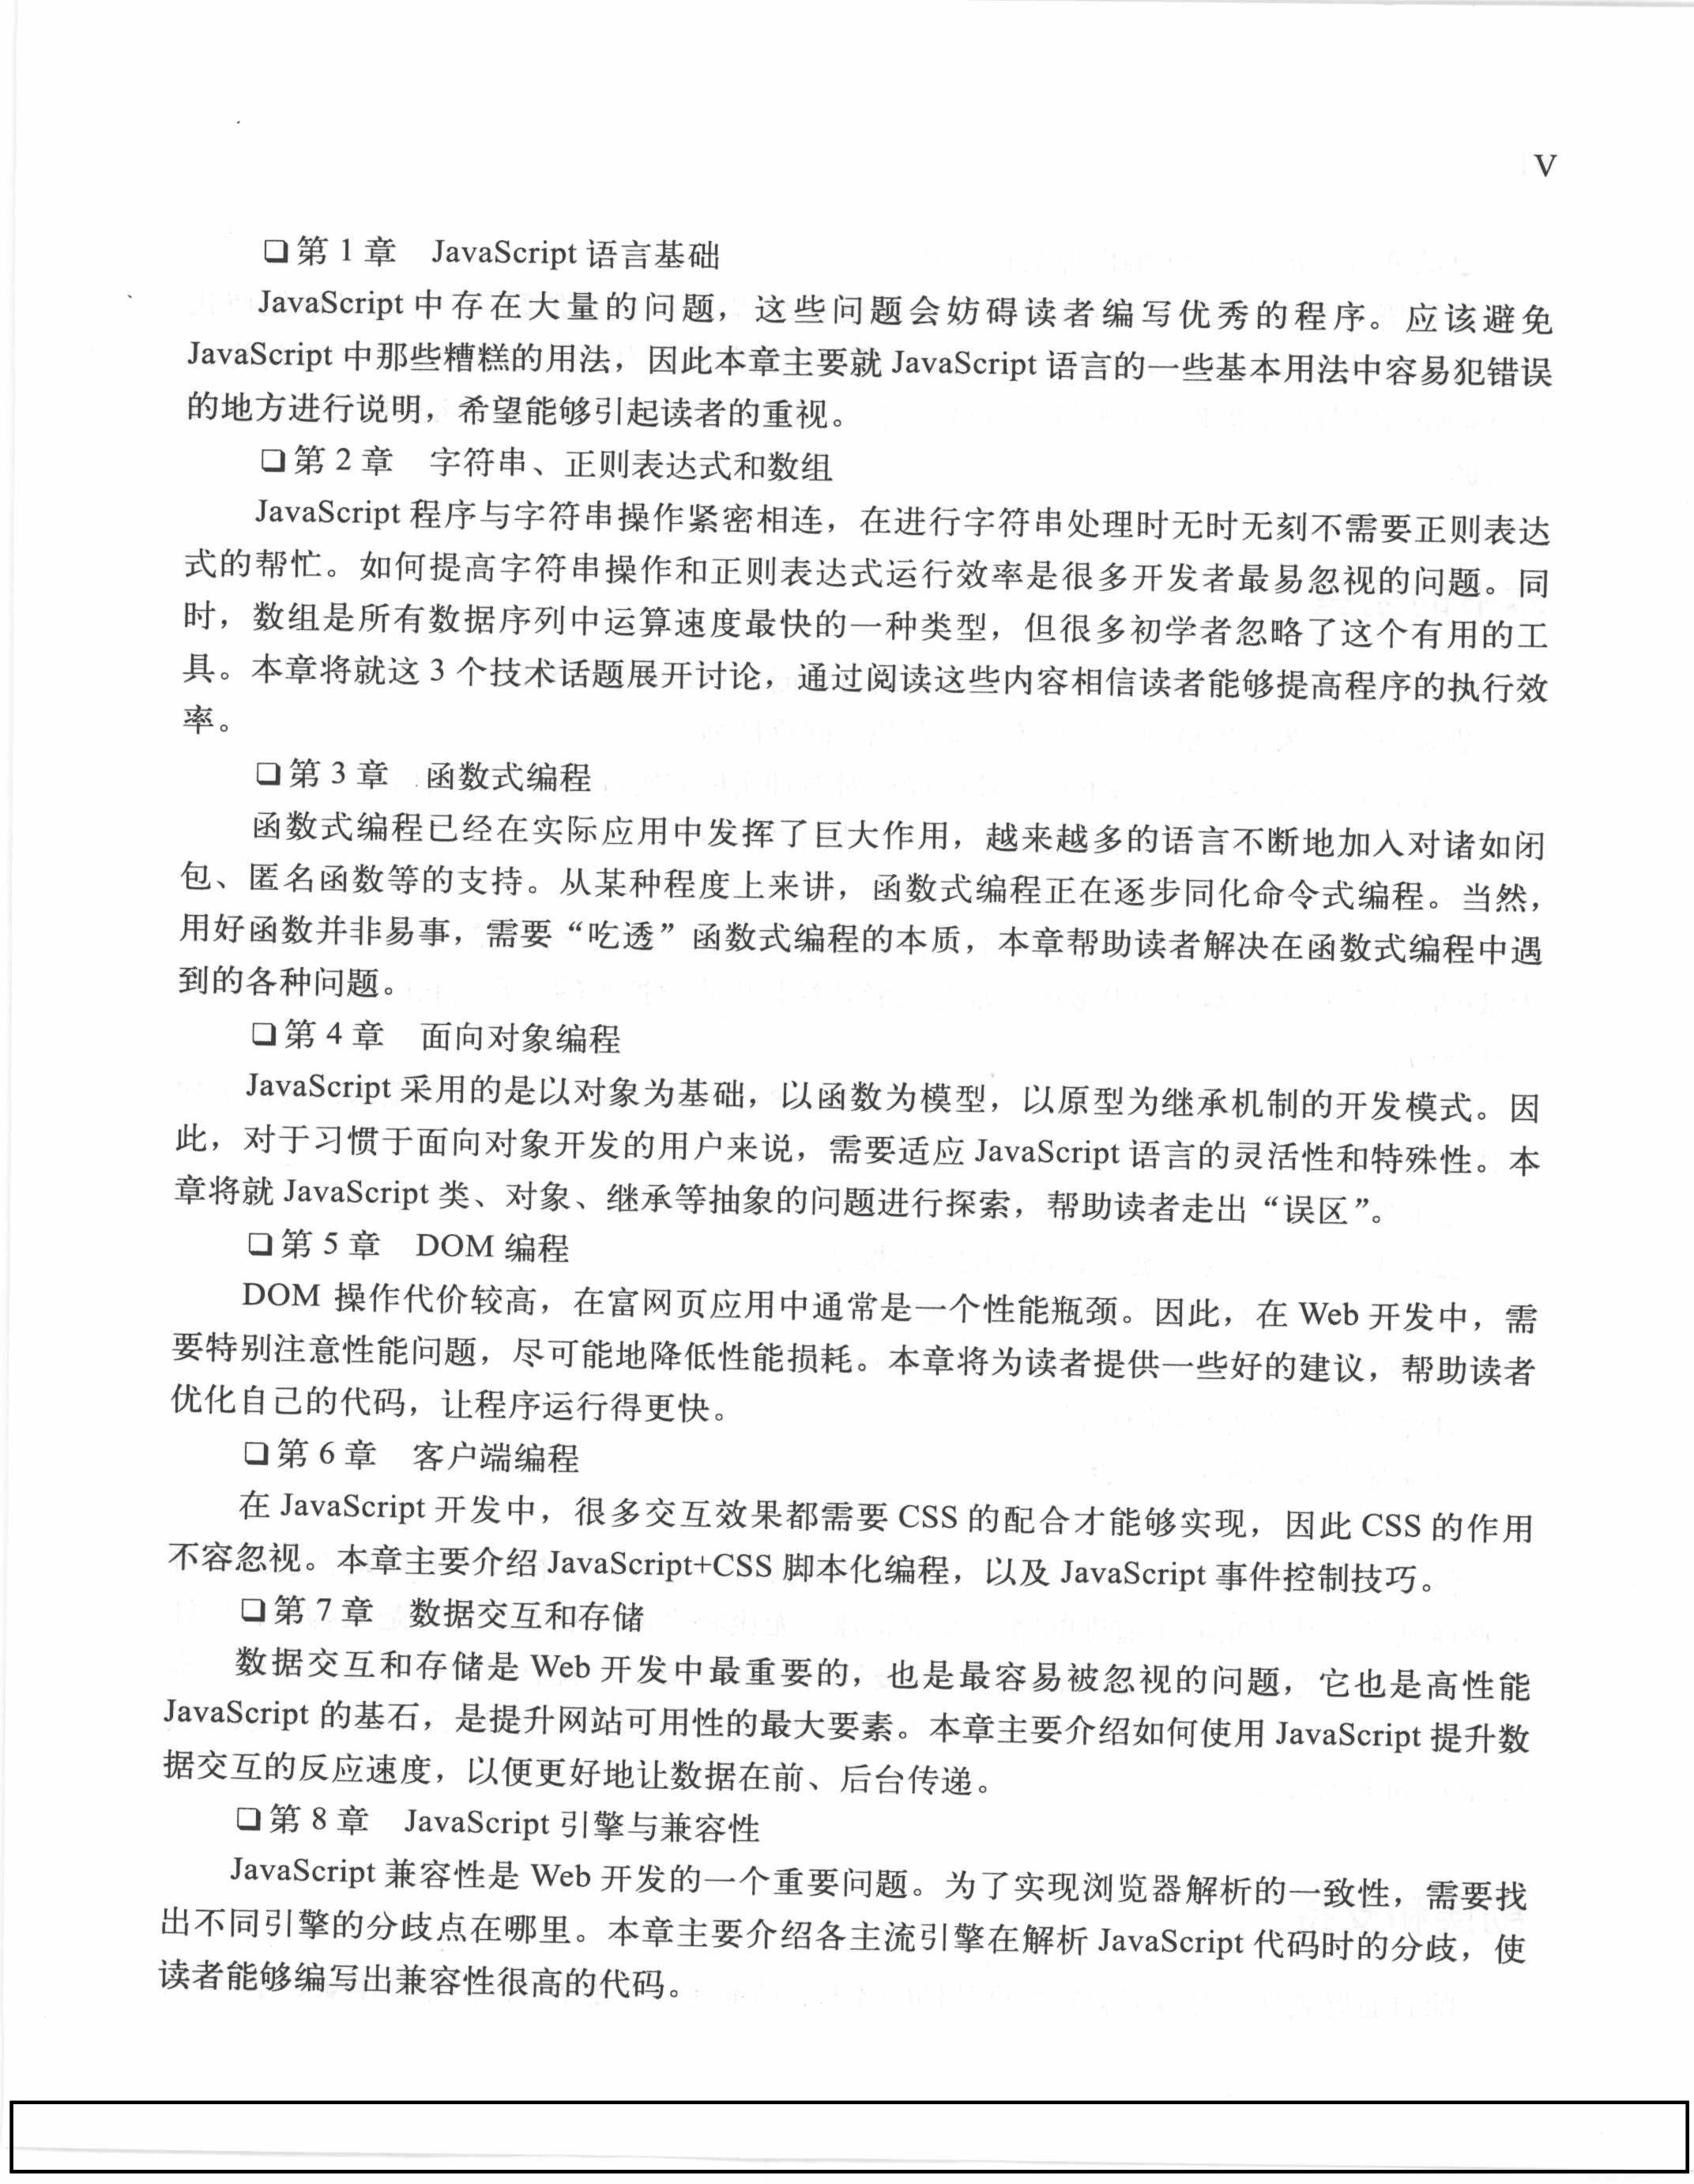 V
❑第 1 章　JavaScript 语言基础
JavaScript 中存在大量的问题，这些问题会妨碍读者编写优秀的程序。应该避免
JavaScript 中那些糟糕的用法，因此本章主要就 JavaScript 语言的一些基本用法中容易犯错误
的地方进行说明，希望能够引起读者的重视。
❑第 2 章　字符串、正则表达式和数组
JavaScript 程序与字符串操作紧密相连，在进行字符串处理时无时无刻不需要正则表达
式的帮忙。如何提高字符串操作和正则表达式运行效率是很多开发者最易忽视的问题。同
时，数组是所有数据序列中运算速度最快的一种类型，但很多初学者忽略了这个有用的工
具。本章将就这 3 个技术话题展开讨论，通过阅读这些内容相信读者能够提高程序的执行效
率。
❑第 3 章　函数式编程
函数式编程已经在实际应用中发挥了巨大作用，越来越多的语言不断地加入对诸如闭
包、匿名函数等的支持。从某种程度上来讲，函数式编程正在逐步同化命令式编程。当然，
用好函数并非易事，需要“吃透”函数式编程的本质，本章帮助读者解决在函数式编程中遇
到的各种问题。
❑第 4 章　面向对象编程
JavaScript 采用的是以对象为基础，以函数为模型，以原型为继承机制的开发模式。因
此，对于习惯于面向对象开发的用户来说，需要适应 JavaScript 语言的灵活性和特殊性。本
章将就 JavaScript 类、对象、继承等抽象的问题进行探索，帮助读者走出“误区”。
❑第 5 章　DOM 编程
DOM 操作代价较高，在富网页应用中通常是一个性能瓶颈。因此，在 Web 开发中，需
要特别注意性能问题，尽可能地降低性能损耗。本章将为读者提供一些好的建议，帮助读者
优化自己的代码，让程序运行得更快。
❑第 6 章　客户端编程
在 JavaScript 开发中，很多交互效果都需要 CSS 的配合才能够实现，因此 CSS 的作用
不容忽视。本章主要介绍 JavaScript+CSS 脚本化编程，以及 JavaScript 事件控制技巧。
❑第 7 章　数据交互和存储
数据交互和存储是 Web 开发中最重要的，也是最容易被忽视的问题，它也是高性能
JavaScript 的基石，是提升网站可用性的最大要素。本章主要介绍如何使用 JavaScript 提升数
据交互的反应速度，以便更好地让数据在前、后台传递。
❑第 8 章　JavaScript 引擎与兼容性
JavaScript 兼容性是 Web 开发的一个重要问题。为了实现浏览器解析的一致性，需要找
出不同引擎的分歧点在哪里。本章主要介绍各主流引擎在解析 JavaScript 代码时的分歧，使
读者能够编写出兼容性很高的代码。